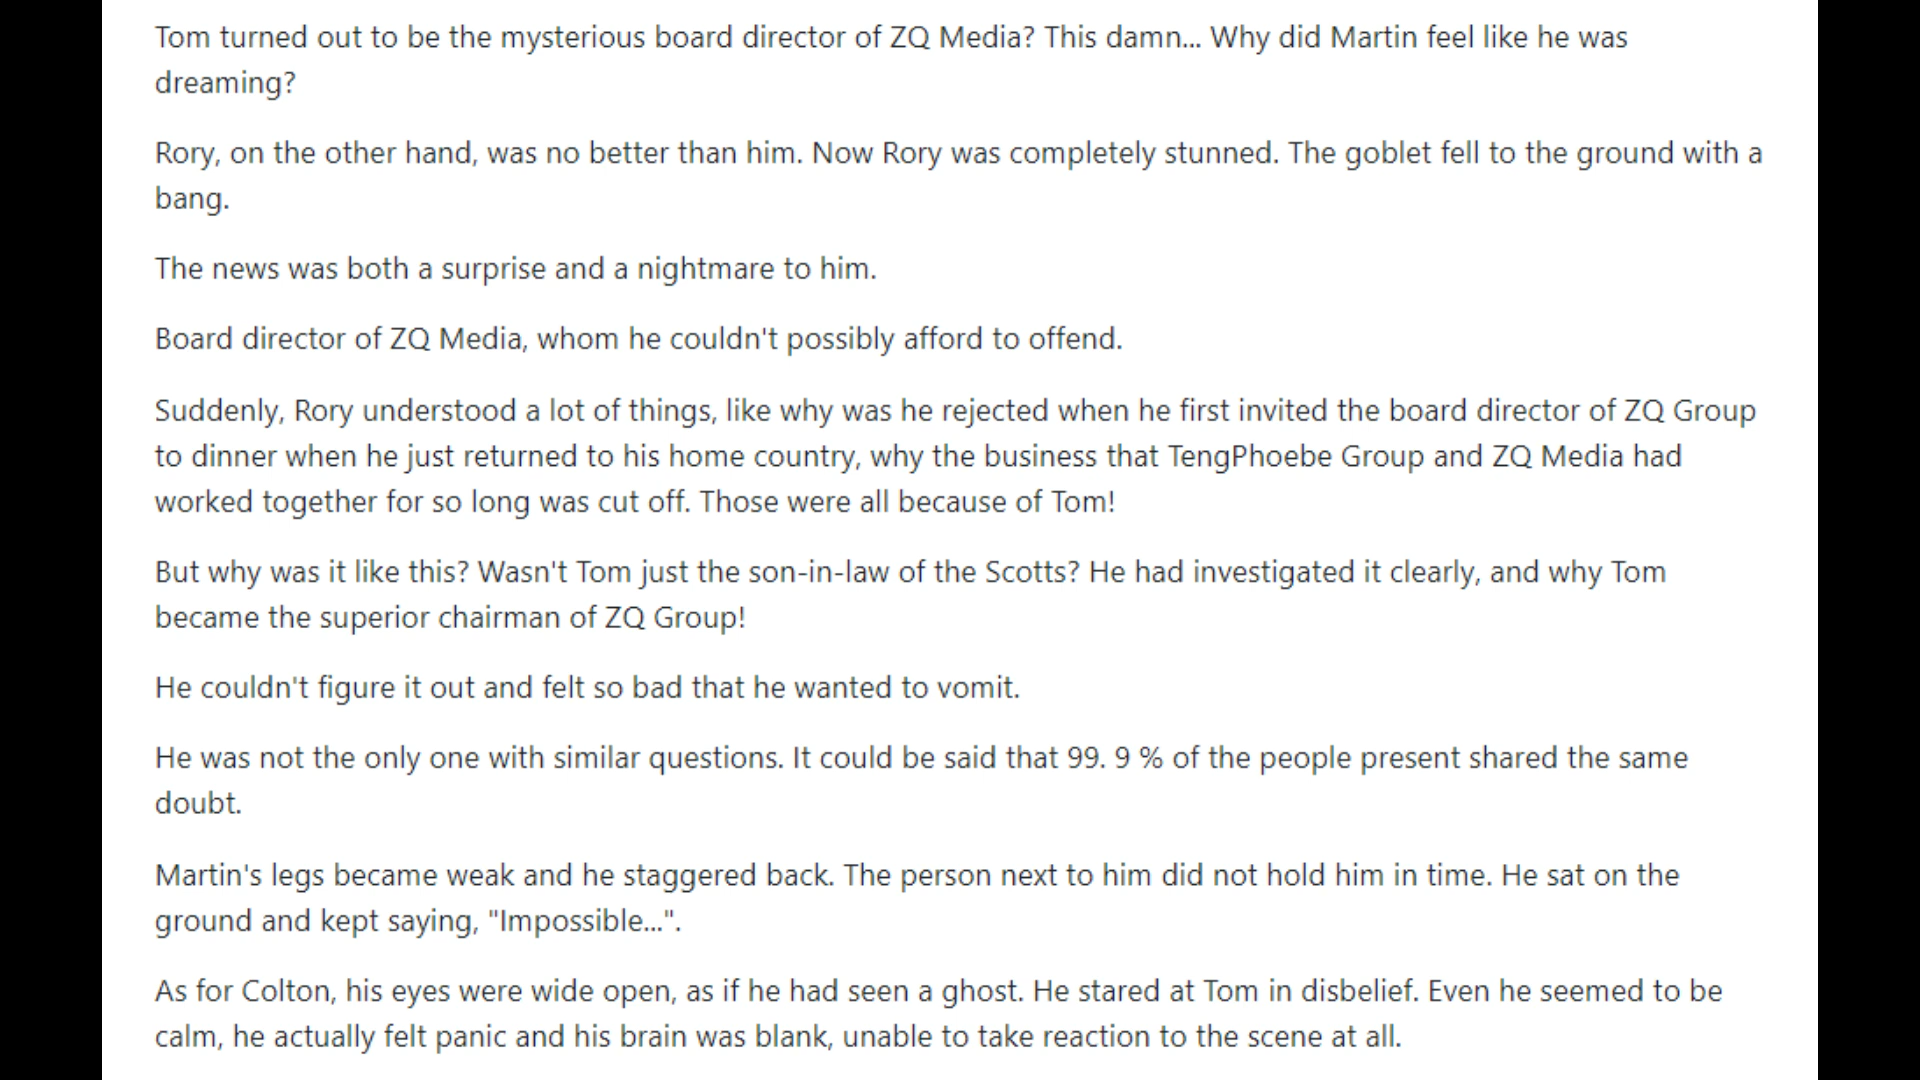 Tom turned out to be the mysterious board director of ZQ Media? This damn... Why did Martin feel like he was
dreaming?
Rory, on the other hand, was no better than him. Now Rory was completely stunned. The goblet fell to the ground with a
bang.
The news was both a surprise and a nightmare to him.
Board director of ZQ Media, whom he couldn't possibly afford to offend.
Suddenly, Rory understood a lot of things, like why was he rejected when he first invited the board director of ZQ Group
to dinner when he just returned to his home country, why the business that TengPhoebe Group and ZQ Media had
worked together for so long was cut off. Those were all because of Tom!
But why was it like this? Wasn't Tom just the son-in-law of the Scotts? He had investigated it clearly, and why Tom
became the superior chairman of ZQ Group!
He couldn't figure it out and felt so bad that he wanted to vomit.
He was not the only one with similar questions. It could be said that 99. 9 % of the people present shared the same
doubt.
Martin's legs became weak and he staggered back. The person next to him did not hold him in time. He sat on the
ground and kept saying, "Impossible...".
As for Colton, his eyes were wide open, as if he had seen a ghost. He stared at Tom in disbelief. Even he seemed to be
calm, he actually felt panic and his brain was blank, unable to take reaction to the scene at all.